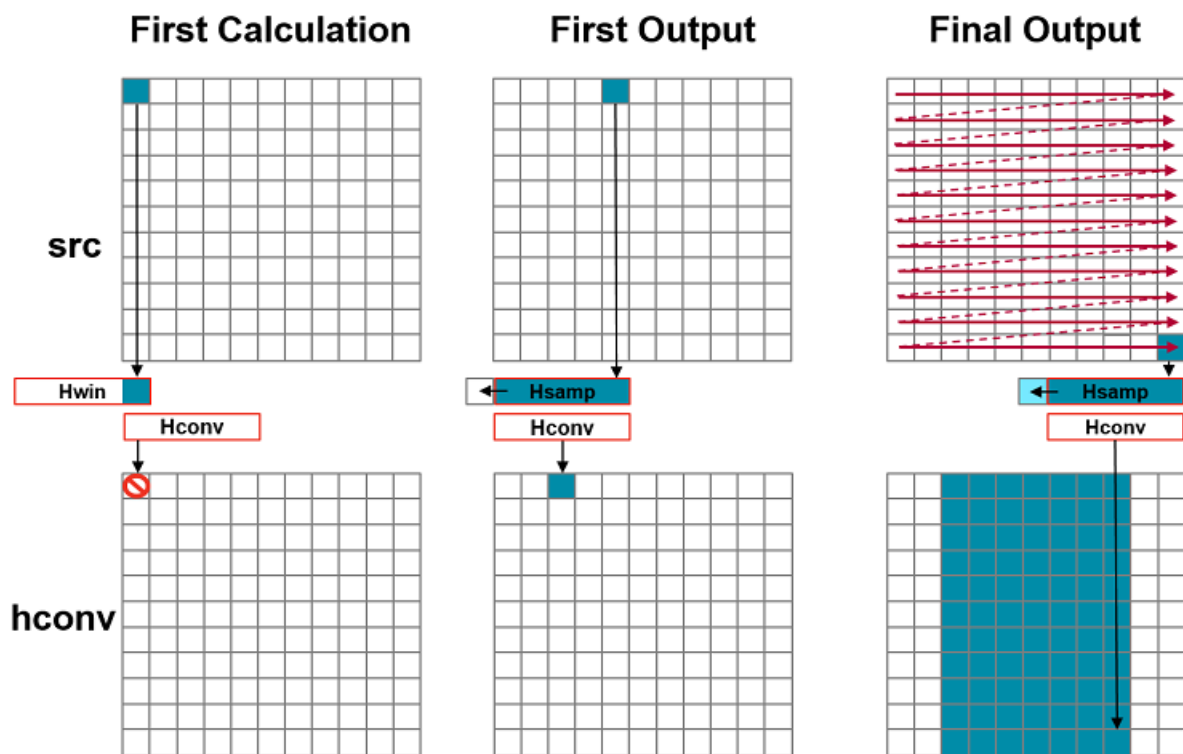 First Calculation
First Output
Final Output
src
Hwin
Hsamp
Hsamp
Hconv
Hconv
Hconv
hconv